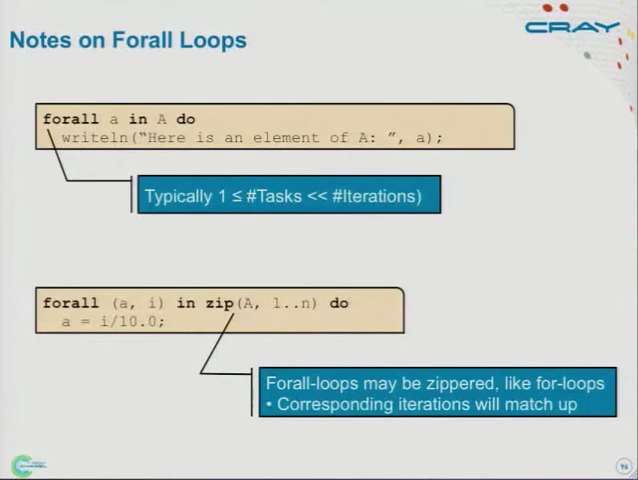 Notes on Forall Loops
CRAY
forall a in A do
writeln(“Here is an element of A: ”, a);
Typically 1 ≤ #Tasks << #Iterations)
forall (a, i) in zip(A, 1..n) do
a = i/10.0;
Forall-loops may be zippered, like for-loops
• Corresponding iterations will match up